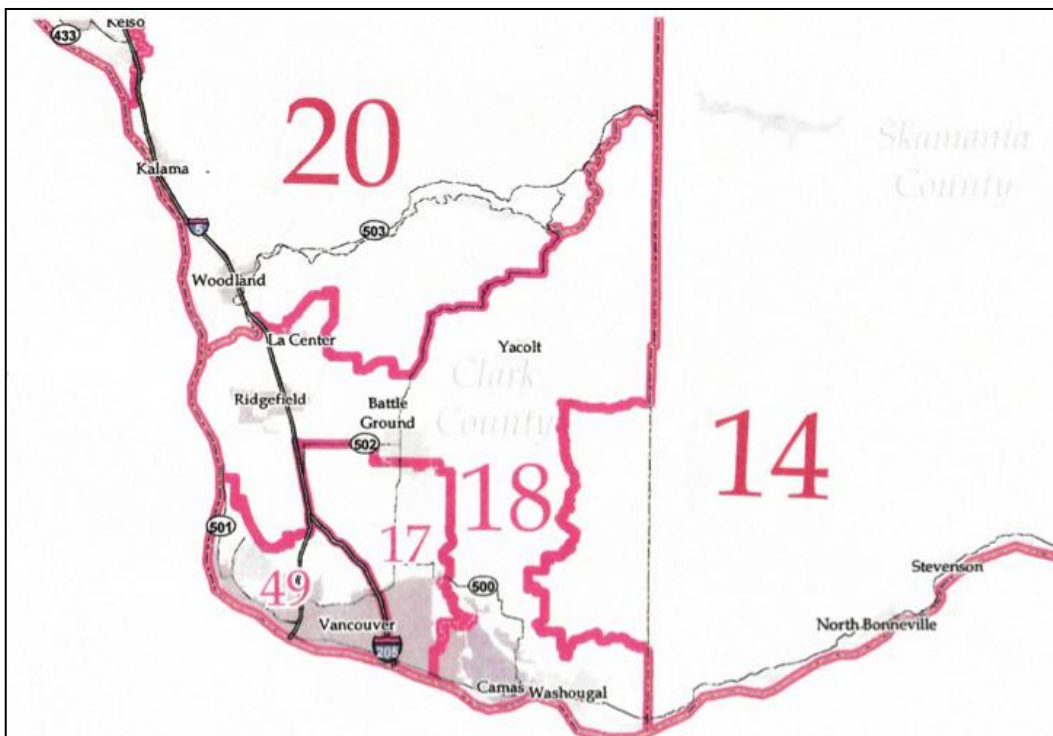 Kelso
433
20
Skamania
County
Kalama
5
503
Woodland
La Center
Yacolt
Clark
County
Ridgefield
Battle
Ground
502
14
18
501
17
49
500
Stevenson
Vancouver
North Bonneville
205
Camas
Washougal